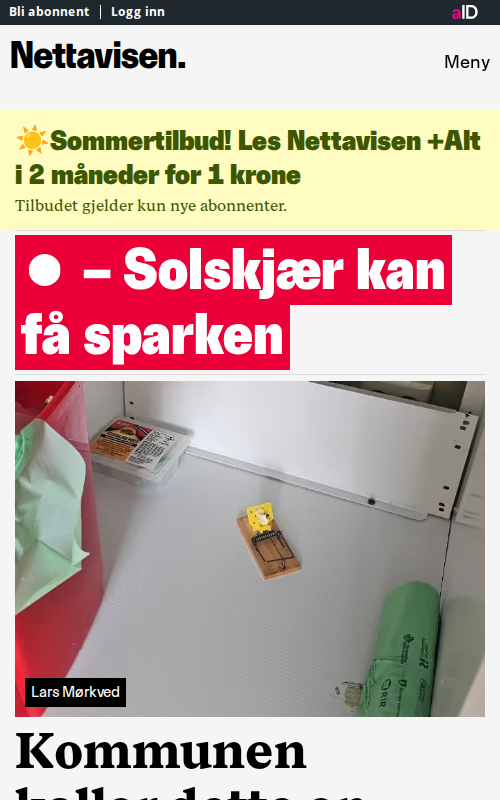 Bli abonnent | Logg inn
aID
Nettavisen.
Meny
☀️Sommertilbud! Les Nettavisen +Alt
i 2 måneder for 1 krone
Tilbudet gjelder kun nye abonnenter.
● – Solskjær kan
få sparken
Lars Mørkved
Kommunen